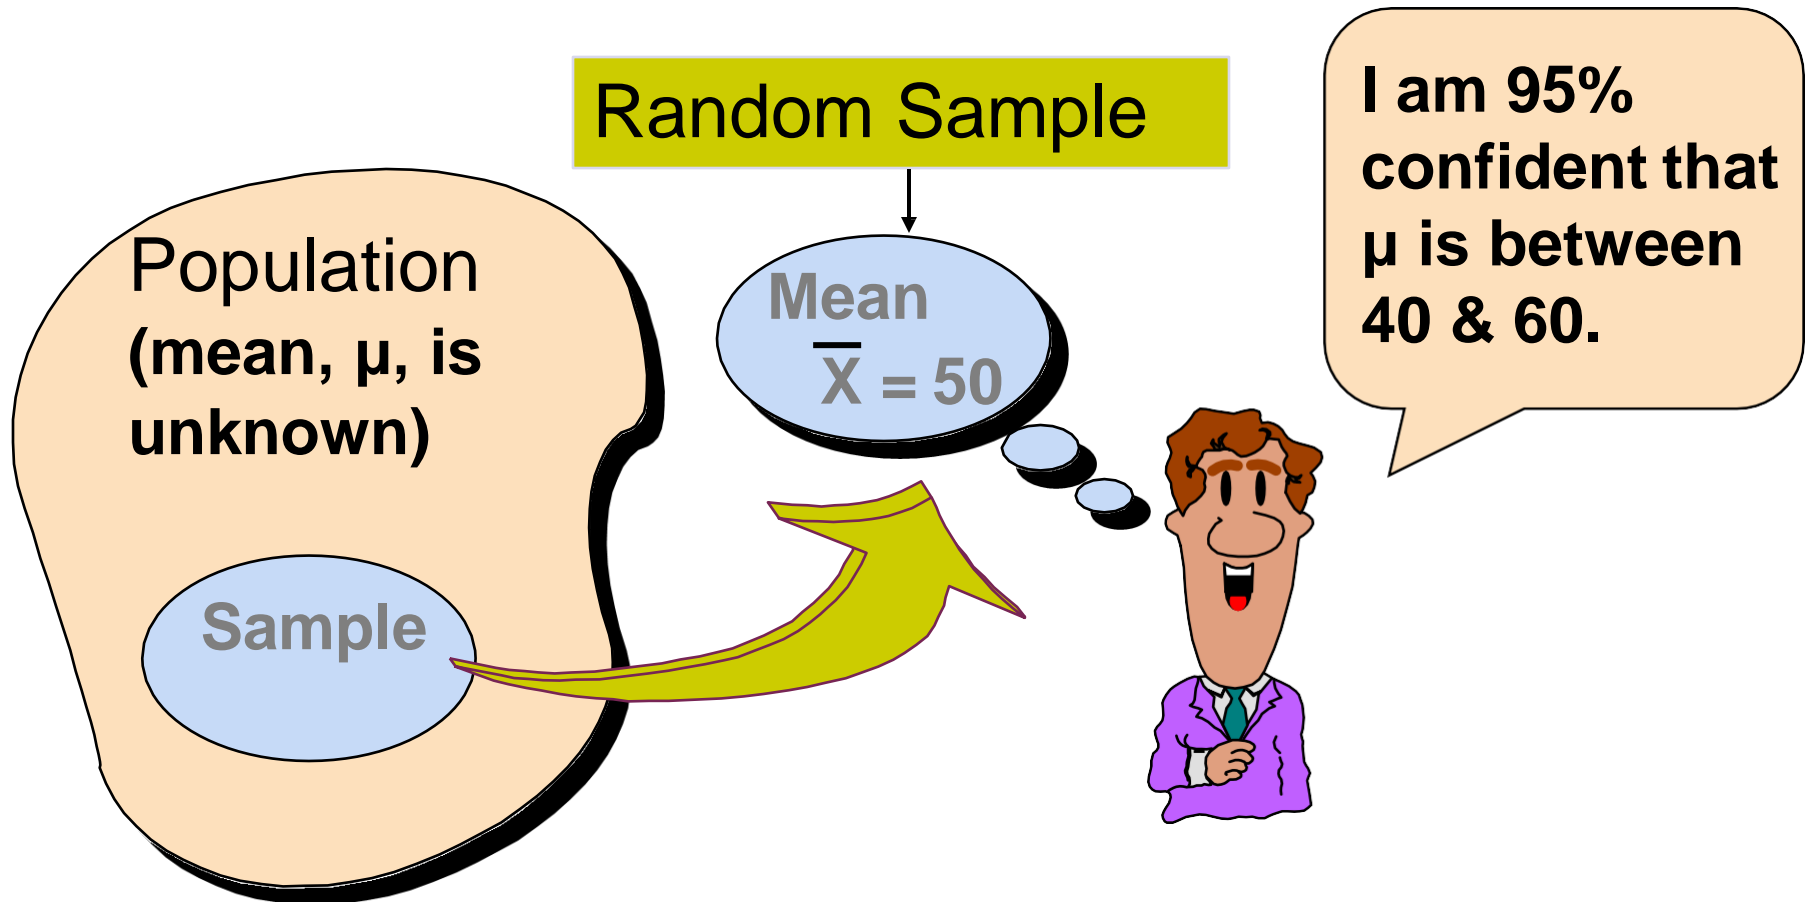 Random Sample
Population
(mean, μ, is
unknown)
Sample
Mean
X̅ = 50
I am 95%
confident that
μ is between
40 & 60.